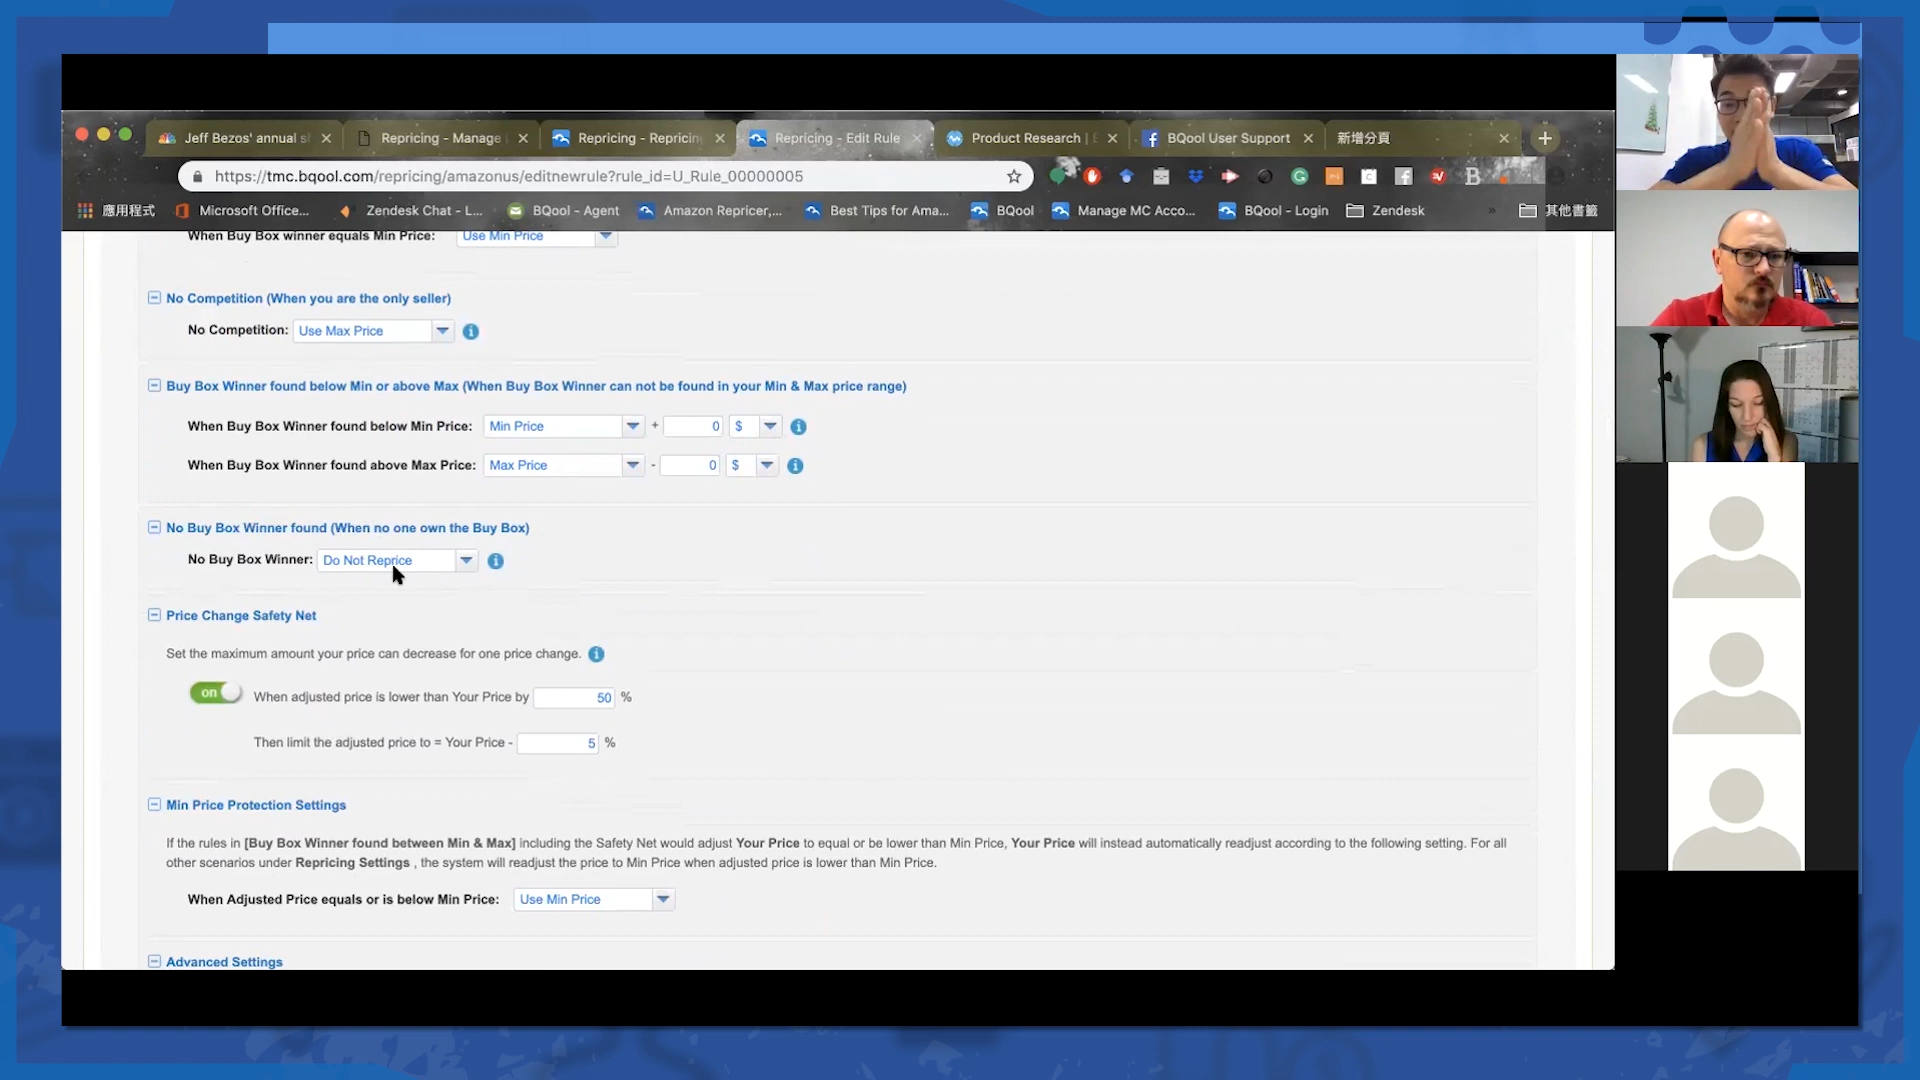 Jeff Bezos' annual s
Repricing - Manage
Repricing - Repricin
Repricing - Edit Rule
Product Research |
BQool User Support
新增分頁
https://tmc.bqool.com/repricing/amazonus/editnewrule?rule_id=U_Rule_00000005
應用程式
Microsoft Office...
Zendesk Chat - L...
BQool - Agent
Amazon Repricer,...
Best Tips for Ama...
BQool
Manage MC Acco...
BQool - Login
Zendesk
»
其他書籤
When Buy Box winner equals Min Price: Use Min Price
No Competition (When you are the only seller)
No Competition: Use Max Price
Buy Box Winner found below Min or above Max (When Buy Box Winner can not be found in your Min & Max price range)
When Buy Box Winner found below Min Price: Min Price + 0 $
When Buy Box Winner found above Max Price: Max Price - 0 $
No Buy Box Winner found (When no one own the Buy Box)
No Buy Box Winner: Do Not Reprice
Price Change Safety Net
Set the maximum amount your price can decrease for one price change.
on When adjusted price is lower than Your Price by 50 %
Then limit the adjusted price to = Your Price - 5 %
Min Price Protection Settings
If the rules in [Buy Box Winner found between Min & Max] including the Safety Net would adjust Your Price to equal or be lower than Min Price, Your Price will instead automatically readjust according to the following setting. For all
other scenarios under Repricing Settings , the system will readjust the price to Min Price when adjusted price is lower than Min Price.
When Adjusted Price equals or is below Min Price: Use Min Price
Advanced Settings